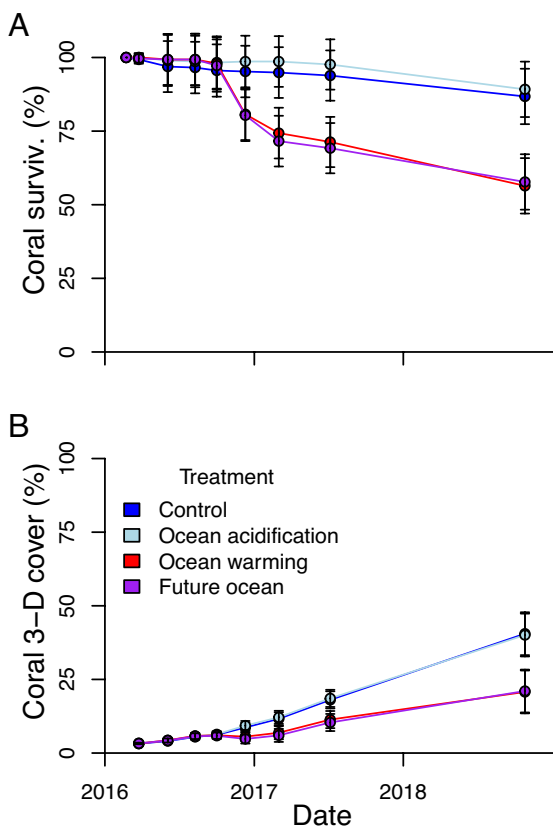 A
Coral surviv. (%)
100
75
50
25
0
B
Coral 3−D cover (%)
100
75
50
25
0
Treatment
Control
Ocean acidification
Ocean warming
Future ocean
2016 2017 2018
Date